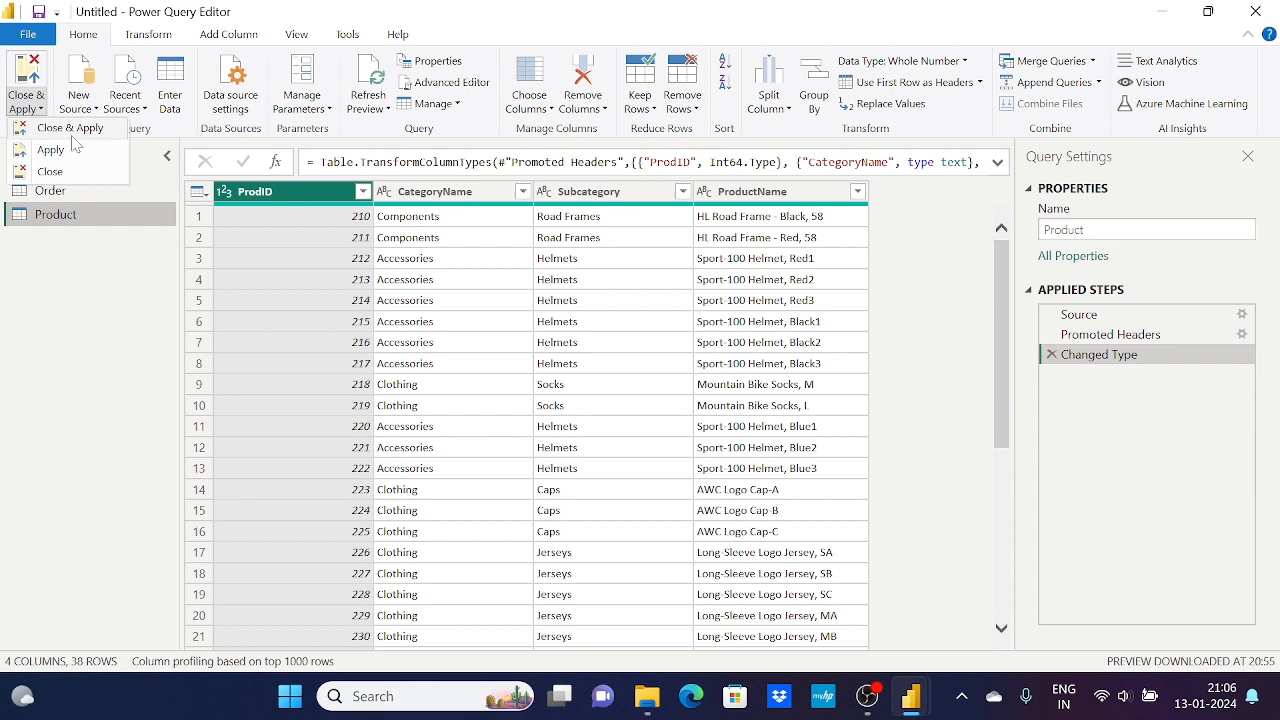 Untitled - Power Query Editor
File Home Transform Add Column View Tools Help
Close & Apply
New Source
Recent Sources
Enter Data
Data source settings
Manage Parameters
Refresh Preview
Properties
Advanced Editor
Manage
Choose Columns
Remove Columns
Keep Rows
Remove Rows
Split Column
Group By
Data Type: Whole Number
Use First Row as Headers
Replace Values
Merge Queries
Append Queries
Combine Files
Text Analytics
Vision
Azure Machine Learning
uery Data Sources Parameters Query Manage Columns Reduce Rows Sort Transform Combine AI Insights
Close & Apply
Apply
Close
Order
Product
fx = Table.TransformColumnTypes(#"Promoted Headers",{{"ProdID", Int64.Type}, {"CategoryName", type text},
ProdID CategoryName Subcategory ProductName
1 210 Components Road Frames HL Road Frame - Black, 58
2 211 Components Road Frames HL Road Frame - Red, 58
3 212 Accessories Helmets Sport-100 Helmet, Red1
4 213 Accessories Helmets Sport-100 Helmet, Red2
5 214 Accessories Helmets Sport-100 Helmet, Red3
6 215 Accessories Helmets Sport-100 Helmet, Black1
7 216 Accessories Helmets Sport-100 Helmet, Black2
8 217 Accessories Helmets Sport-100 Helmet, Black3
9 218 Clothing Socks Mountain Bike Socks, M
10 219 Clothing Socks Mountain Bike Socks, L
11 220 Accessories Helmets Sport-100 Helmet, Blue1
12 221 Accessories Helmets Sport-100 Helmet, Blue2
13 222 Accessories Helmets Sport-100 Helmet, Blue3
14 223 Clothing Caps AWC Logo Cap-A
15 224 Clothing Caps AWC Logo Cap-B
16 225 Clothing Caps AWC Logo Cap-C
17 226 Clothing Jerseys Long-Sleeve Logo Jersey, SA
18 227 Clothing Jerseys Long-Sleeve Logo Jersey, SB
19 228 Clothing Jerseys Long-Sleeve Logo Jersey, SC
20 229 Clothing Jerseys Long-Sleeve Logo Jersey, MA
21 230 Clothing Jerseys Long-Sleeve Logo Jersey, MB
Query Settings
PROPERTIES
Name
Product
All Properties
APPLIED STEPS
Source
Promoted Headers
Changed Type
4 COLUMNS, 38 ROWS Column profiling based on top 1000 rows PREVIEW DOWNLOADED AT 20:55
Search
myhp
ENG
IN
21:06
13-01-2024